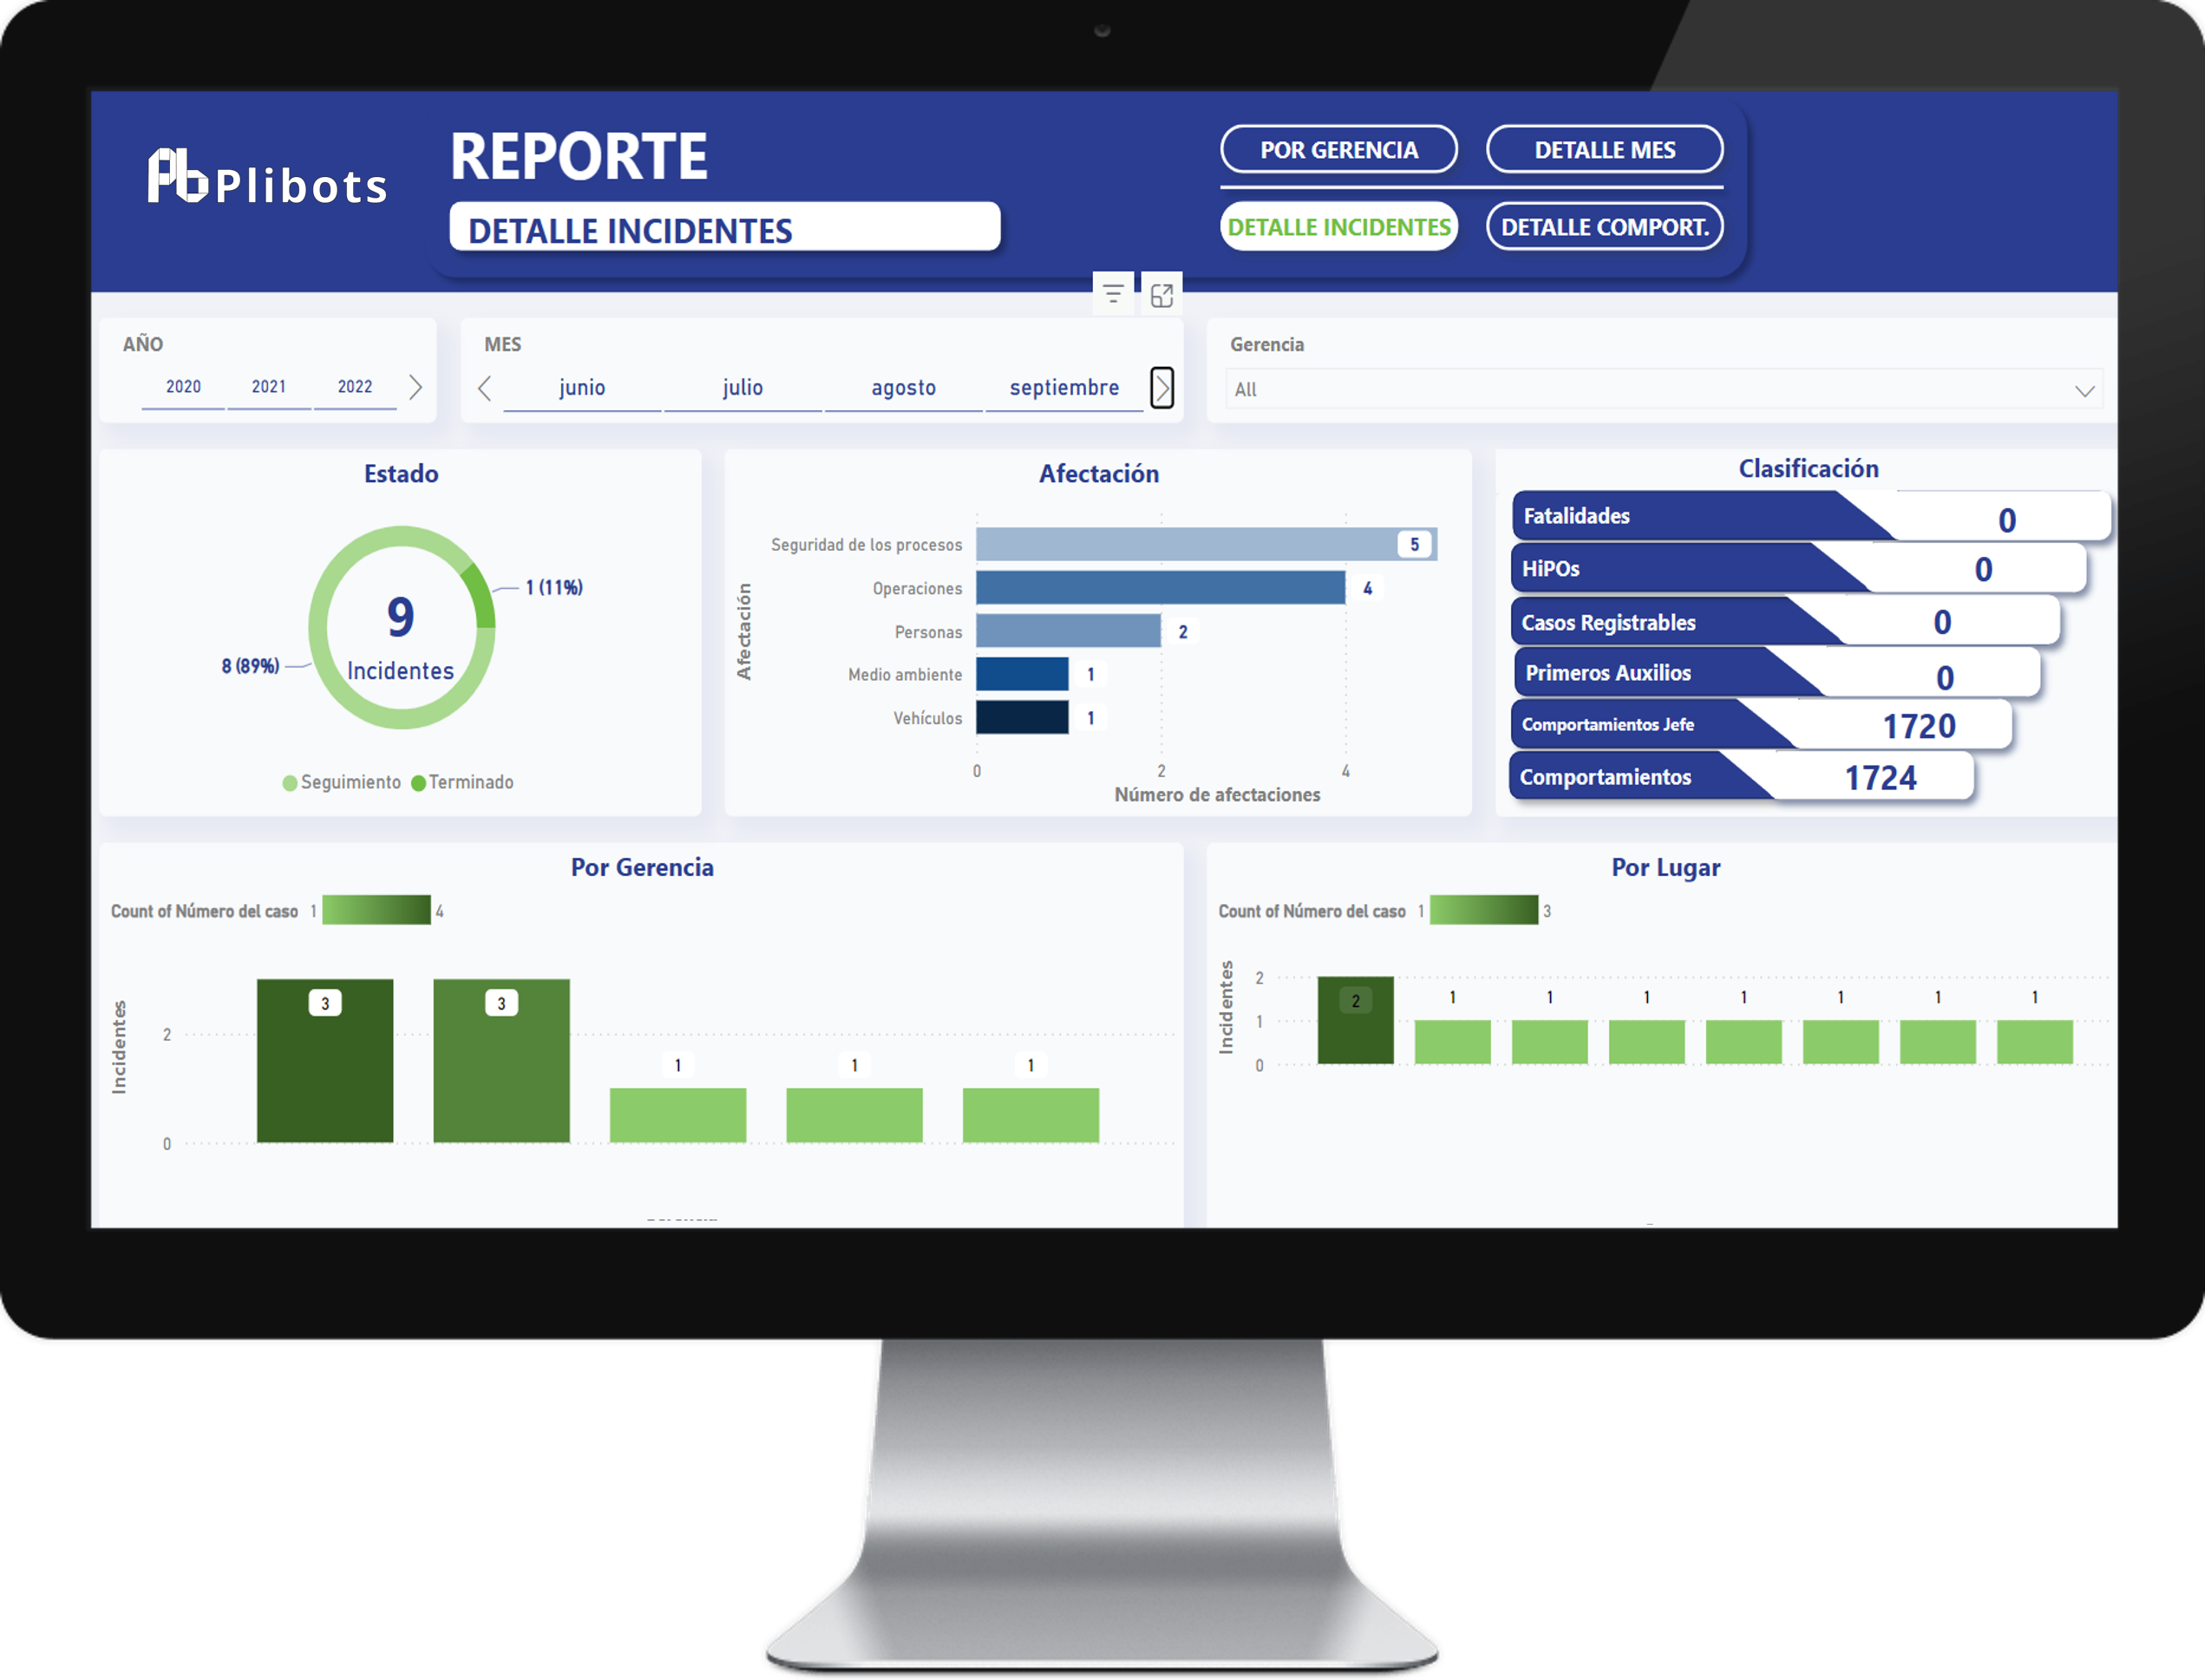 Plibots
REPORTE
DETALLE INCIDENTES
POR GERENCIA
DETALLE MES
DETALLE INCIDENTES
DETALLE COMPORT.
AÑO
2020 2021 2022
MES
junio julio agosto septiembre
Gerencia
All
Estado
1 (11%)
9
Incidentes
8 (89%)
Seguimiento Terminado
Afectación
Afectación
Seguridad de los procesos 5
Operaciones 4
Personas 2
Medio ambiente 1
Vehículos 1
0 2 4
Número de afectaciones
Clasificación
Fatalidades 0
HiPOs 0
Casos Registrables 0
Primeros Auxilios 0
Comportamientos Jefe 1720
Comportamientos 1724
Por Gerencia
Count of Número del caso 1 4
Incidentes
2
0
3 3 1 1 1
Por Lugar
Count of Número del caso 1 3
Incidentes
2
1
0
2 1 1 1 1 1 1 1